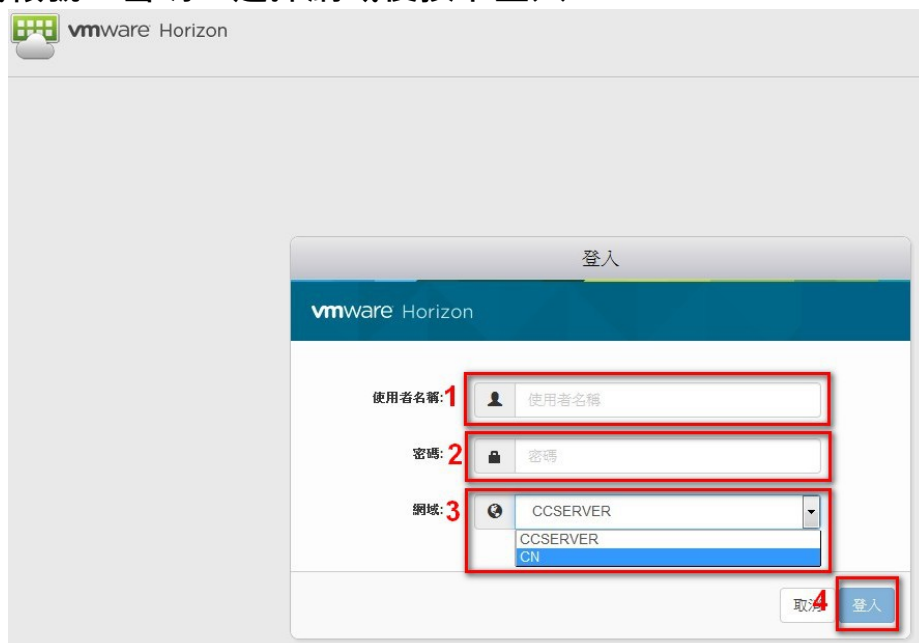 vmware Horizon
登入
vmware Horizon
使用者名稱: 1 使用者名稱
密碼: 2 密碼
網域: 3 CCSERVER
CCSERVER
CN
取消 4 登入